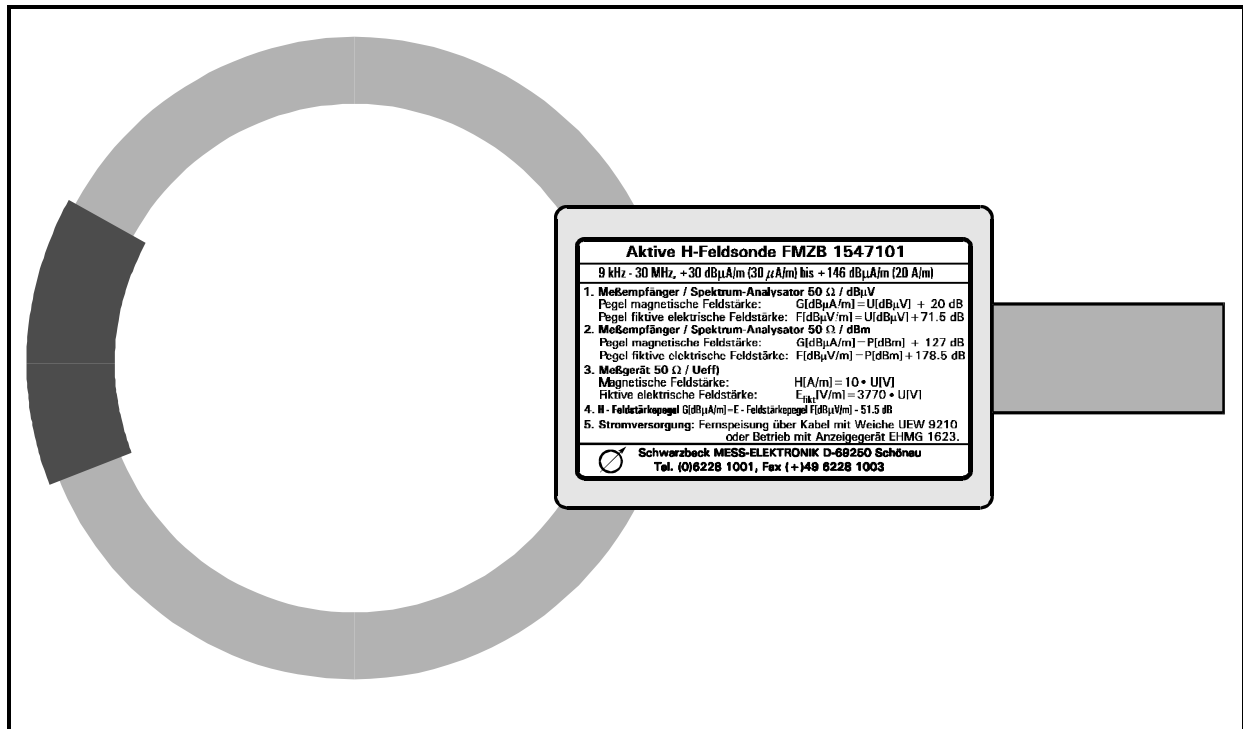 Aktive H-Feldsonde FMZB 1547101
9 kHz - 30 MHz, +30 dBµA/m (30 µA/m) bis +146 dBµA/m (20 A/m)
1. Meßempfänger / Spektrum-Analysator 50 Ω / dBµV
Pegel magnetische Feldstärke: G[dBµA/m]=U[dBµV] + 20 dB
Pegel fiktive elektrische Feldstärke: F[dBµV/m]=U[dBµV]+71.5 dB
2. Meßempfänger / Spektrum-Analysator 50 Ω / dBm
Pegel magnetische Feldstärke: G[dBµA/m]=P[dBm] + 127 dB
Pegel fiktive elektrische Feldstärke: F[dBµV/m]=P[dBm]+178.5 dB
3. Meßgerät 50 Ω / Ueff)
Magnetische Feldstärke: H[A/m]=10 • U[V]
Fiktive elektrische Feldstärke: Efikt[V/m]=3770 • U[V]
4. H - Feldstärkepegel G[dBµA/m]=E - Feldstärkepegel F[dBµV/m] - 51.5 dB
5. Stromversorgung: Fernspeisung über Kabel mit Weiche UEW 9210
oder Betrieb mit Anzeigegerät EHMG 1623.
Schwarzbeck MESS-ELEKTRONIK D-69250 Schönau
Tel. (0)6228 1001, Fax (+)49 6228 1003